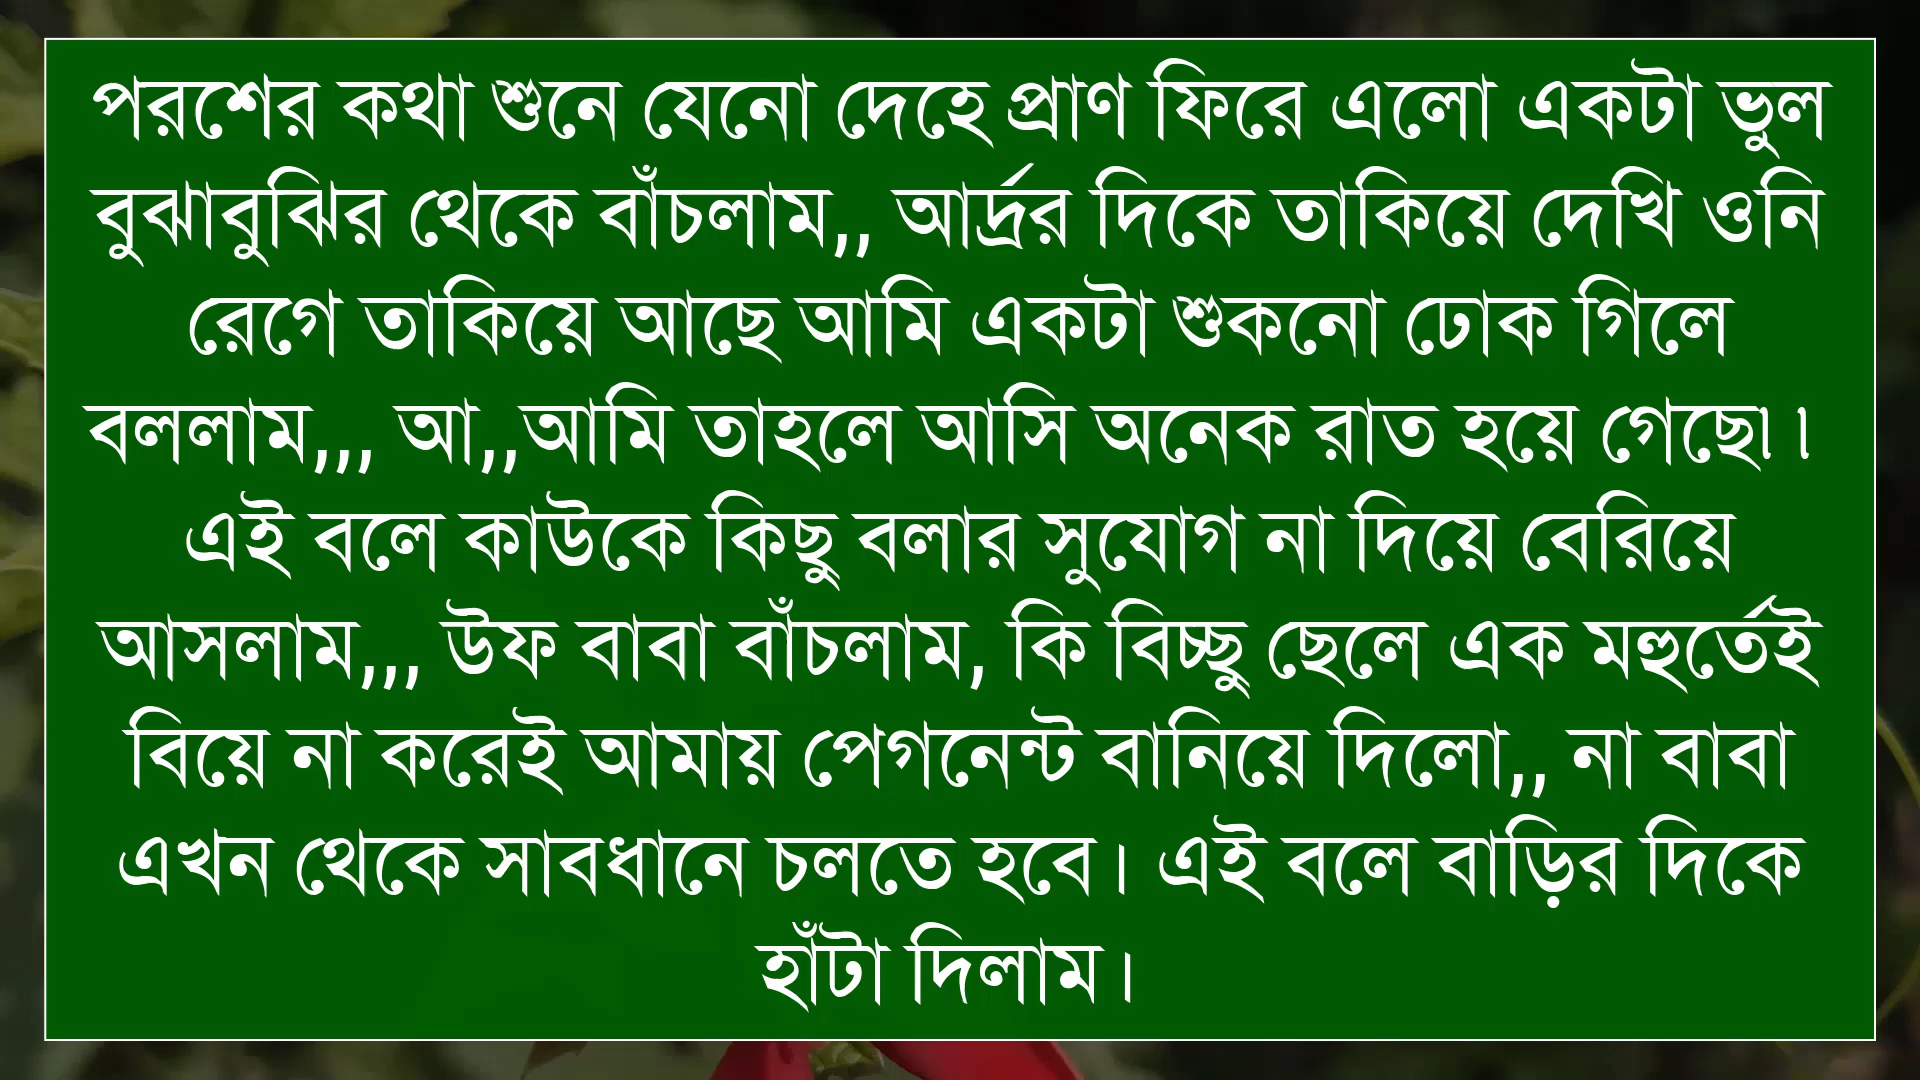 পরশের কথা শুনে যেনো দেহে প্রাণ ফিরে এলো একটা ভুল
বুঝাবুঝির থেকে বাঁচলাম,, আর্দ্রর দিকে তাকিয়ে দেখি ওনি
রেগে তাকিয়ে আছে আমি একটা শুকনো ঢোক গিলে
বললাম,,, আ,,আমি তাহলে আসি অনেক রাত হয়ে গেছে৷ ৷
এই বলে কাউকে কিছু বলার সুযোগ না দিয়ে বেরিয়ে
আসলাম,,, উফ বাবা বাঁচলাম, কি বিচ্ছু ছেলে এক মহুর্তেই
বিয়ে না করেই আমায় পেগনেন্ট বানিয়ে দিলো,, না বাবা
এখন থেকে সাবধানে চলতে হবে। এই বলে বাড়ির দিকে
হাঁটা দিলাম।